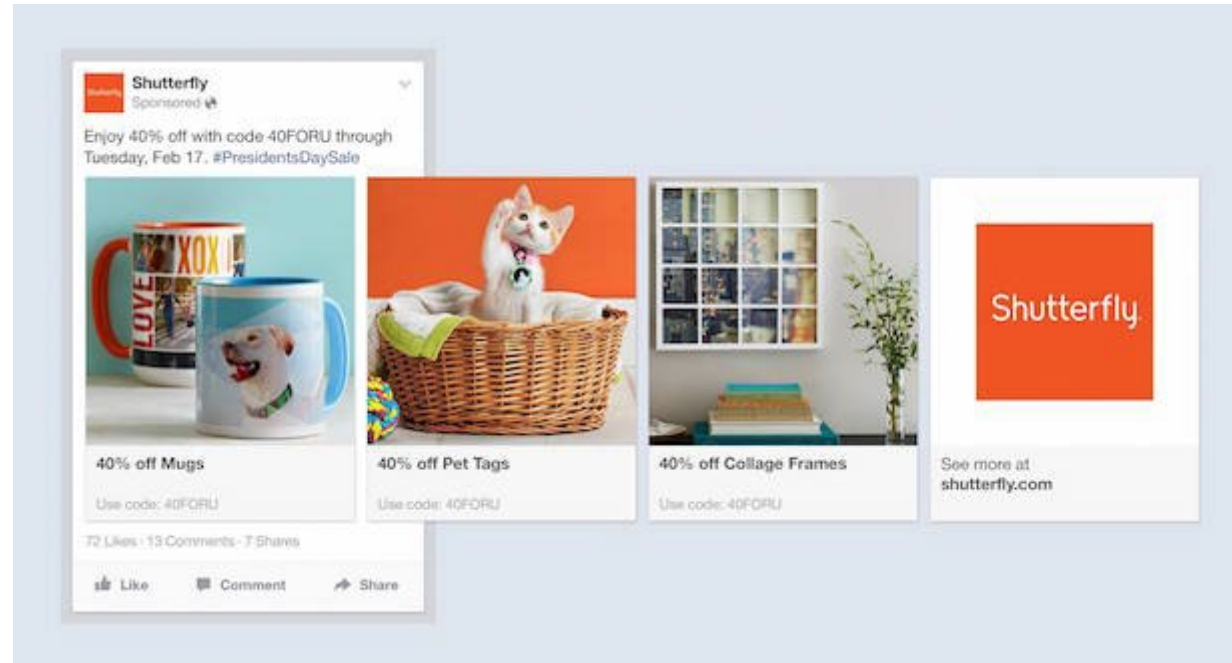 Shutterfly
Shutterfly
Sponsored
Enjoy 40% off with code 40FORU through
Tuesday, Feb 17. #PresidentsDaySale
LOVE
XOX
40% off Mugs
Use code: 40FORU
40% off Pet Tags
Use code: 40FORU
40% off Collage Frames
Use code: 40FORU
Shutterfly.
See more at
shutterfly.com
72 Likes · 13 Comments · 7 Shares
Like Comment Share